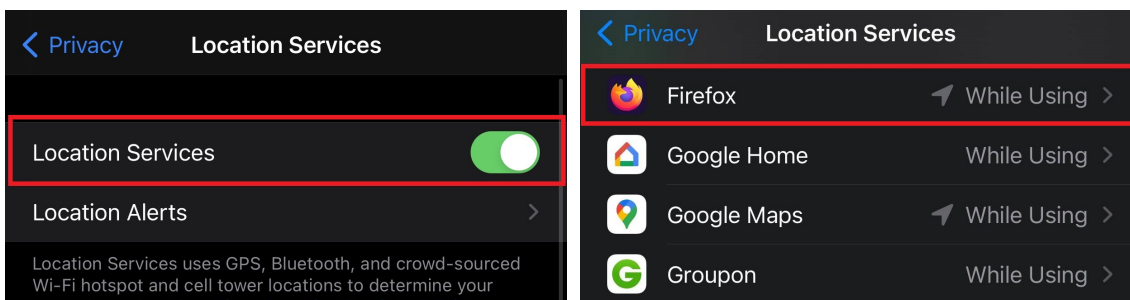 Privacy
Location Services
Location Services
Location Alerts
Location Services uses GPS, Bluetooth, and crowd-sourced
Wi-Fi hotspot and cell tower locations to determine your
Privacy
Location Services
Firefox While Using
Google Home While Using
Google Maps While Using
Groupon While Using